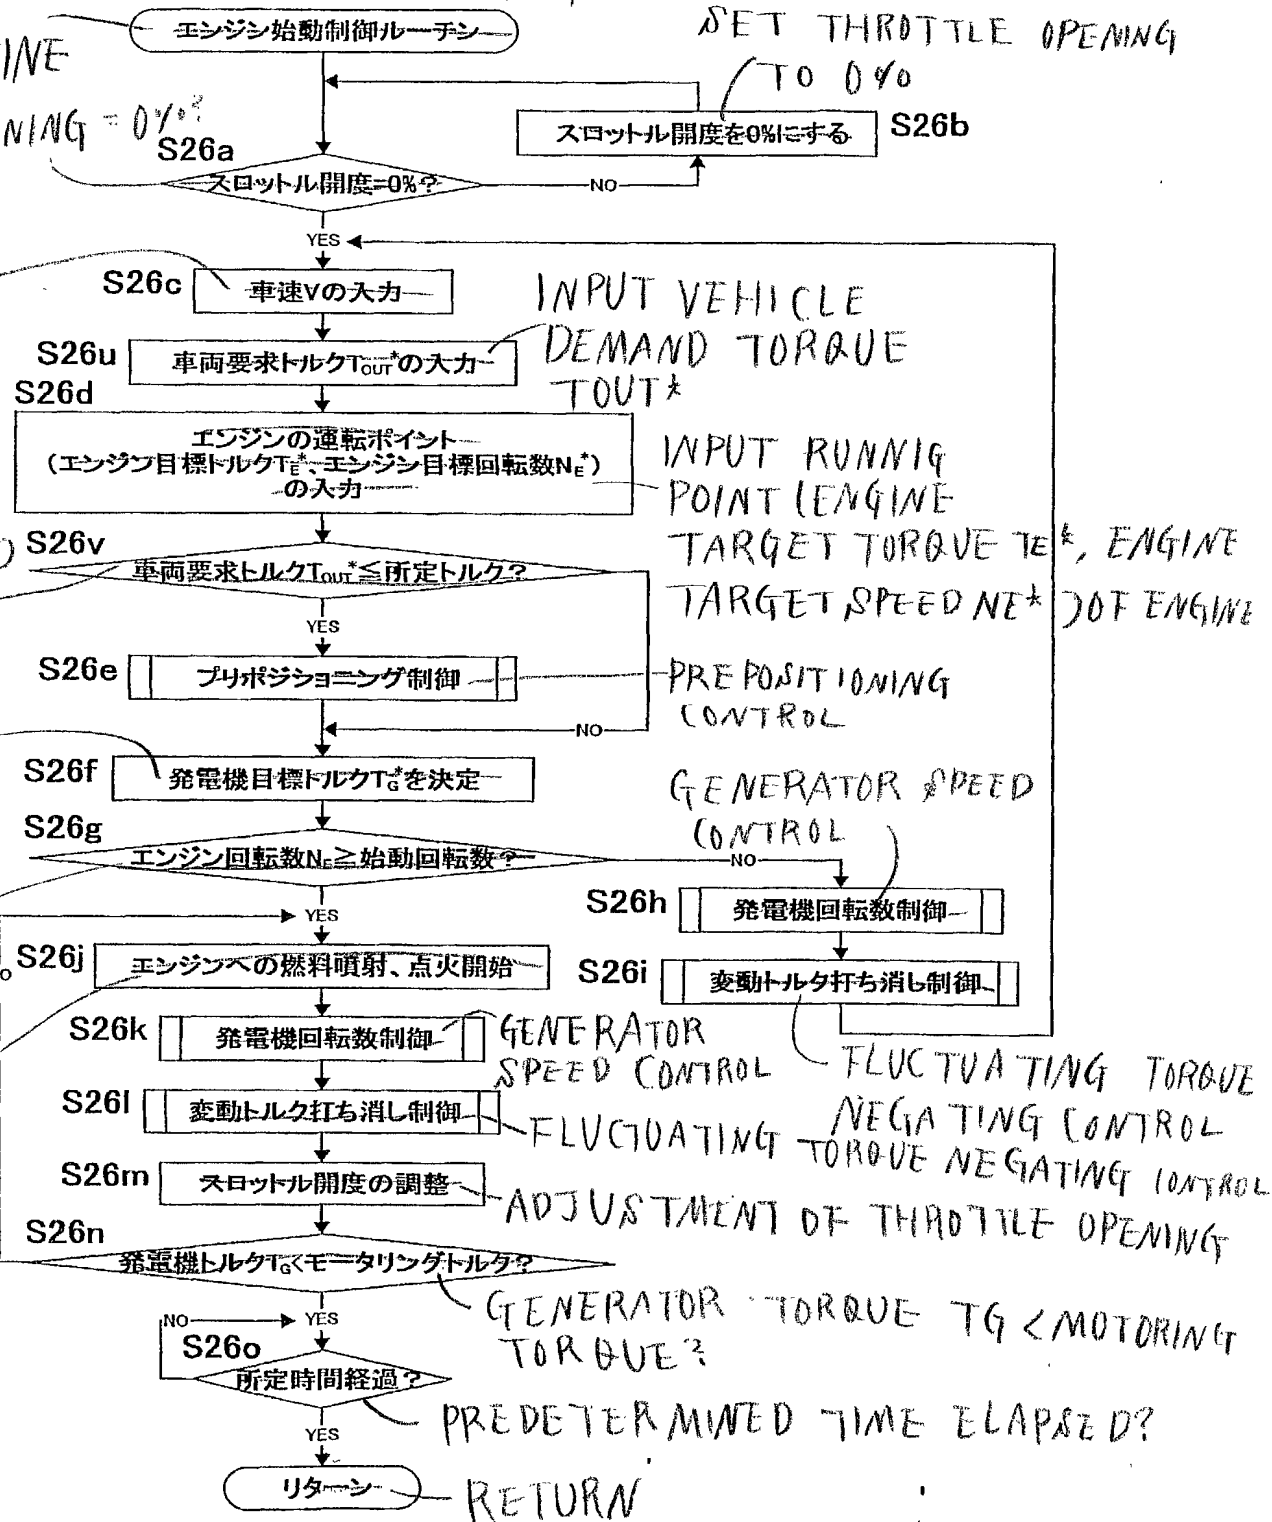 エンジン始動制御ルーチン
SET THROTTLE OPENING
TO 0%
INE
NING = 0%?
S26a
スロットル開度を0%にする
S26b
スロットル開度=0%?
NO
YES
S26c
車速Vの入力
INPUT VEHICLE
DEMAND TORQUE
TOUT*
S26u
車両要求トルクTOUT*の入力
S26d
エンジンの運転ポイント
(エンジン目標トルクTE*、エンジン目標回転数NE*)
の入力
INPUT RUNNIG
POINT (ENGINE
TARGET TORQUE TE*, ENGINE
TARGET SPEED NE*) OF ENGINE
S26v
車両要求トルクTOUT*≦所定トルク?
YES
S26e
プリポジショニング制御
PREPOSITIONING
CONTROL
NO
S26f
発電機目標トルクTG*を決定
GENERATOR SPEED
CONTROL
S26g
エンジン回転数NE≧始動回転数?
NO
YES
S26h
発電機回転数制御
S26j
エンジンへの燃料噴射、点火開始
S26i
変動トルク打ち消し制御
S26k
発電機回転数制御
GENERATOR
SPEED CONTROL
FLUCTUATING TORQUE
NEGATING CONTROL
S26l
変動トルク打ち消し制御
FLUCTUATING TORQUE NEGATING CONTROL
S26m
スロットル開度の調整
ADJUSTMENT OF THROTTLE OPENING
S26n
発電機トルクTG<モータリングトルク?
GENERATOR TORQUE TG < MOTORING
TORQUE?
NO
YES
S26o
所定時間経過?
PREDETERMINED TIME ELAPSED?
YES
リターン
RETURN